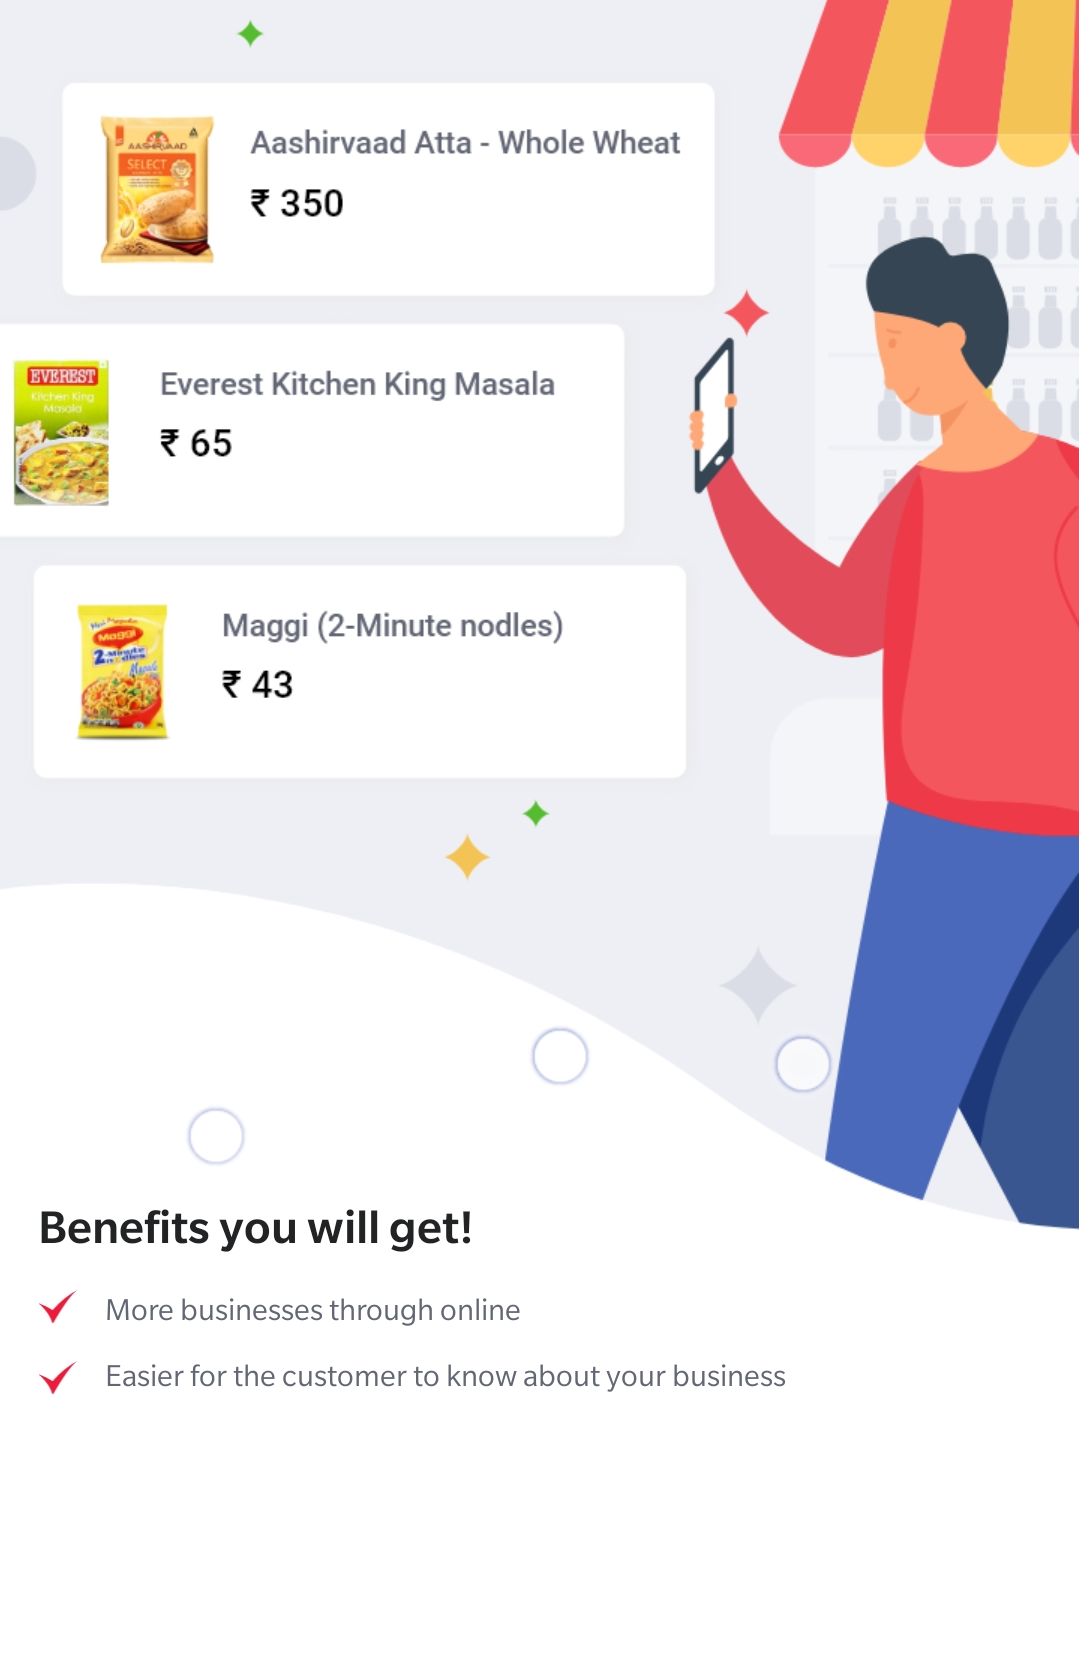 Aashirvaad Atta - Whole Wheat
₹ 350
AASHIRVAAD
SELECT
Everest Kitchen King Masala
₹ 65
EVEREST
Kitchen King
Masala
Maggi (2-Minute nodles)
₹ 43
Maggi
2-Minute
Masala
Benefits you will get!
More businesses through online
Easier for the customer to know about your business